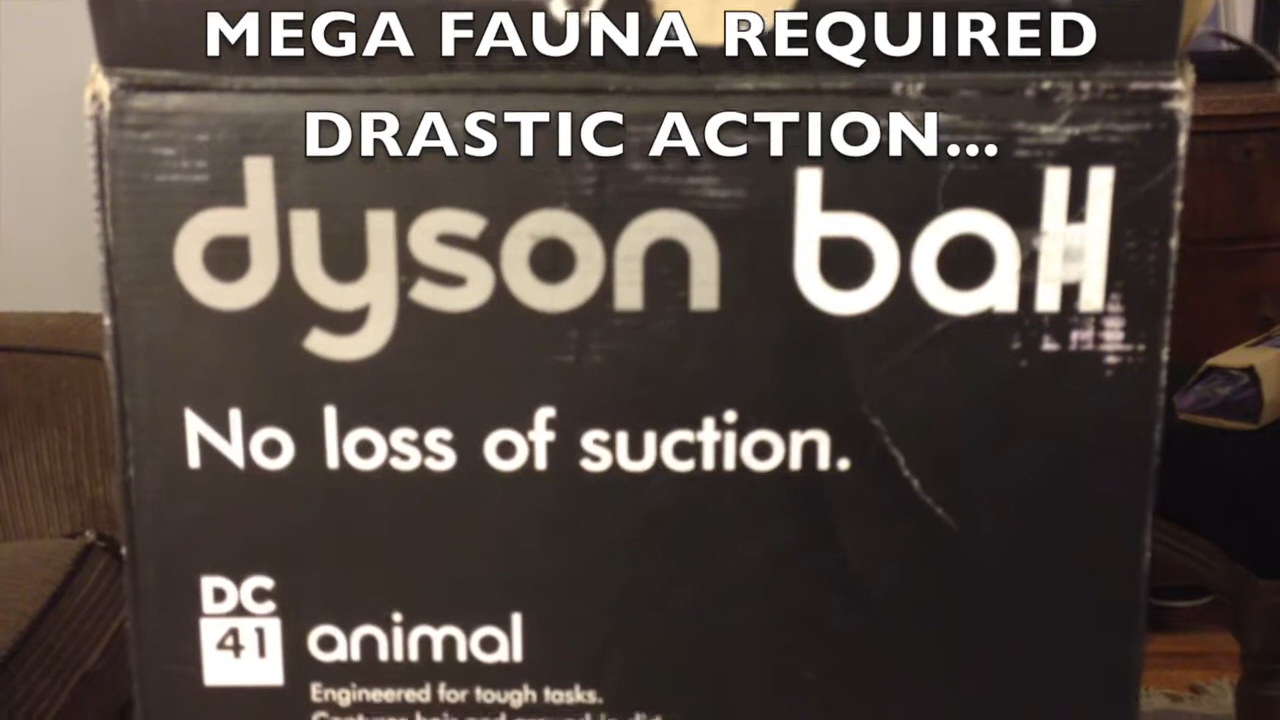 MEGA FAUNA REQUIRED
DRASTIC ACTION...
dyson ball
No loss of suction.
DC
41 animal
Engineered for tough tasks.